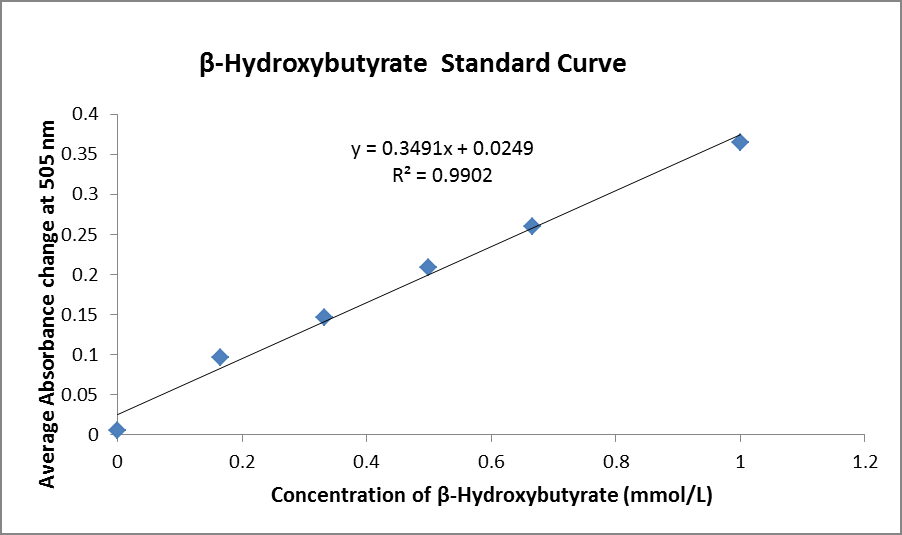 β-Hydroxybutyrate  Standard Curve
Average Absorbance change at 505 nm
0.4
0.35
0.3
0.25
0.2
0.15
0.1
0.05
0
y = 0.3491x + 0.0249
R² = 0.9902
0 0.2 0.4 0.6 0.8 1 1.2
Concentration of β-Hydroxybutyrate (mmol/L)